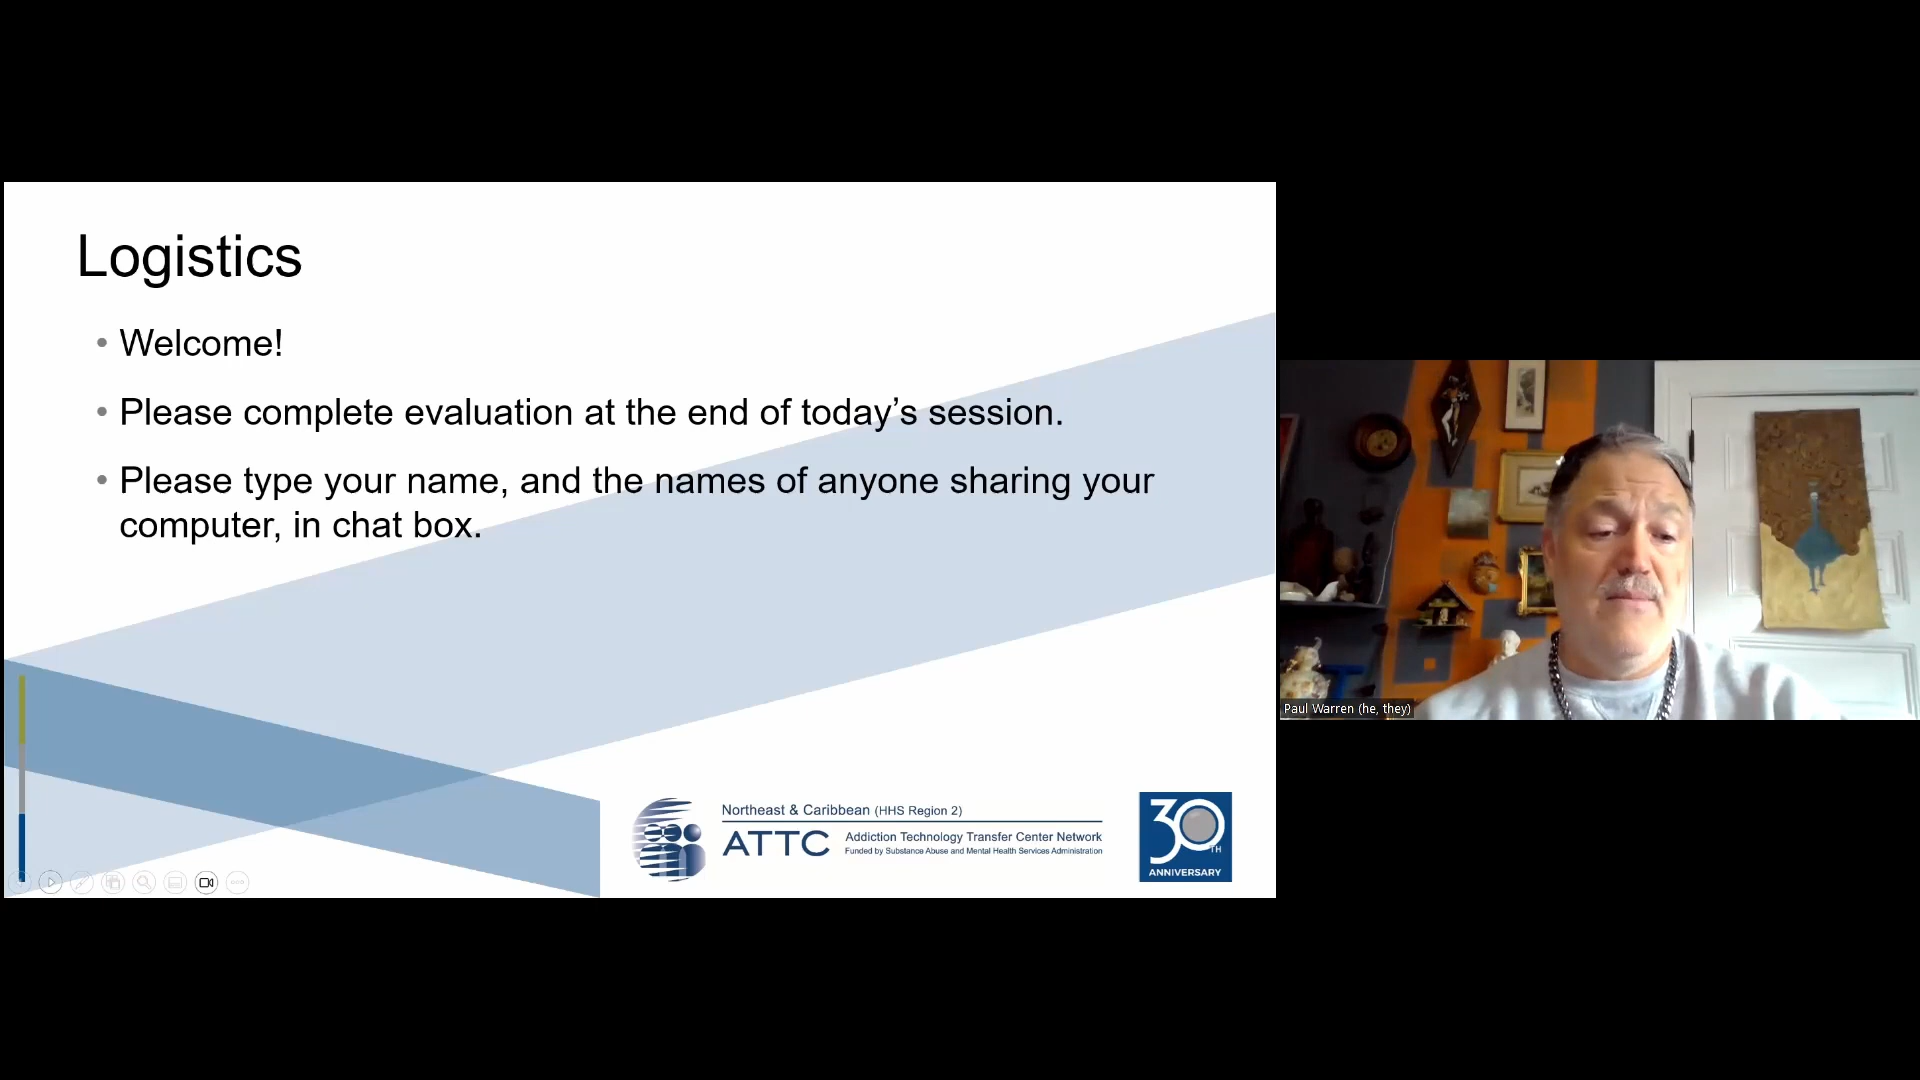 Logistics
• Welcome!
• Please complete evaluation at the end of today’s session.
• Please type your name, and the names of anyone sharing your
computer, in chat box.
Northeast & Caribbean (HHS Region 2)
ATTC
Addiction Technology Transfer Center Network
Funded by Substance Abuse and Mental Health Services Administration
30TH
ANNIVERSARY
Paul Warren (he, they)